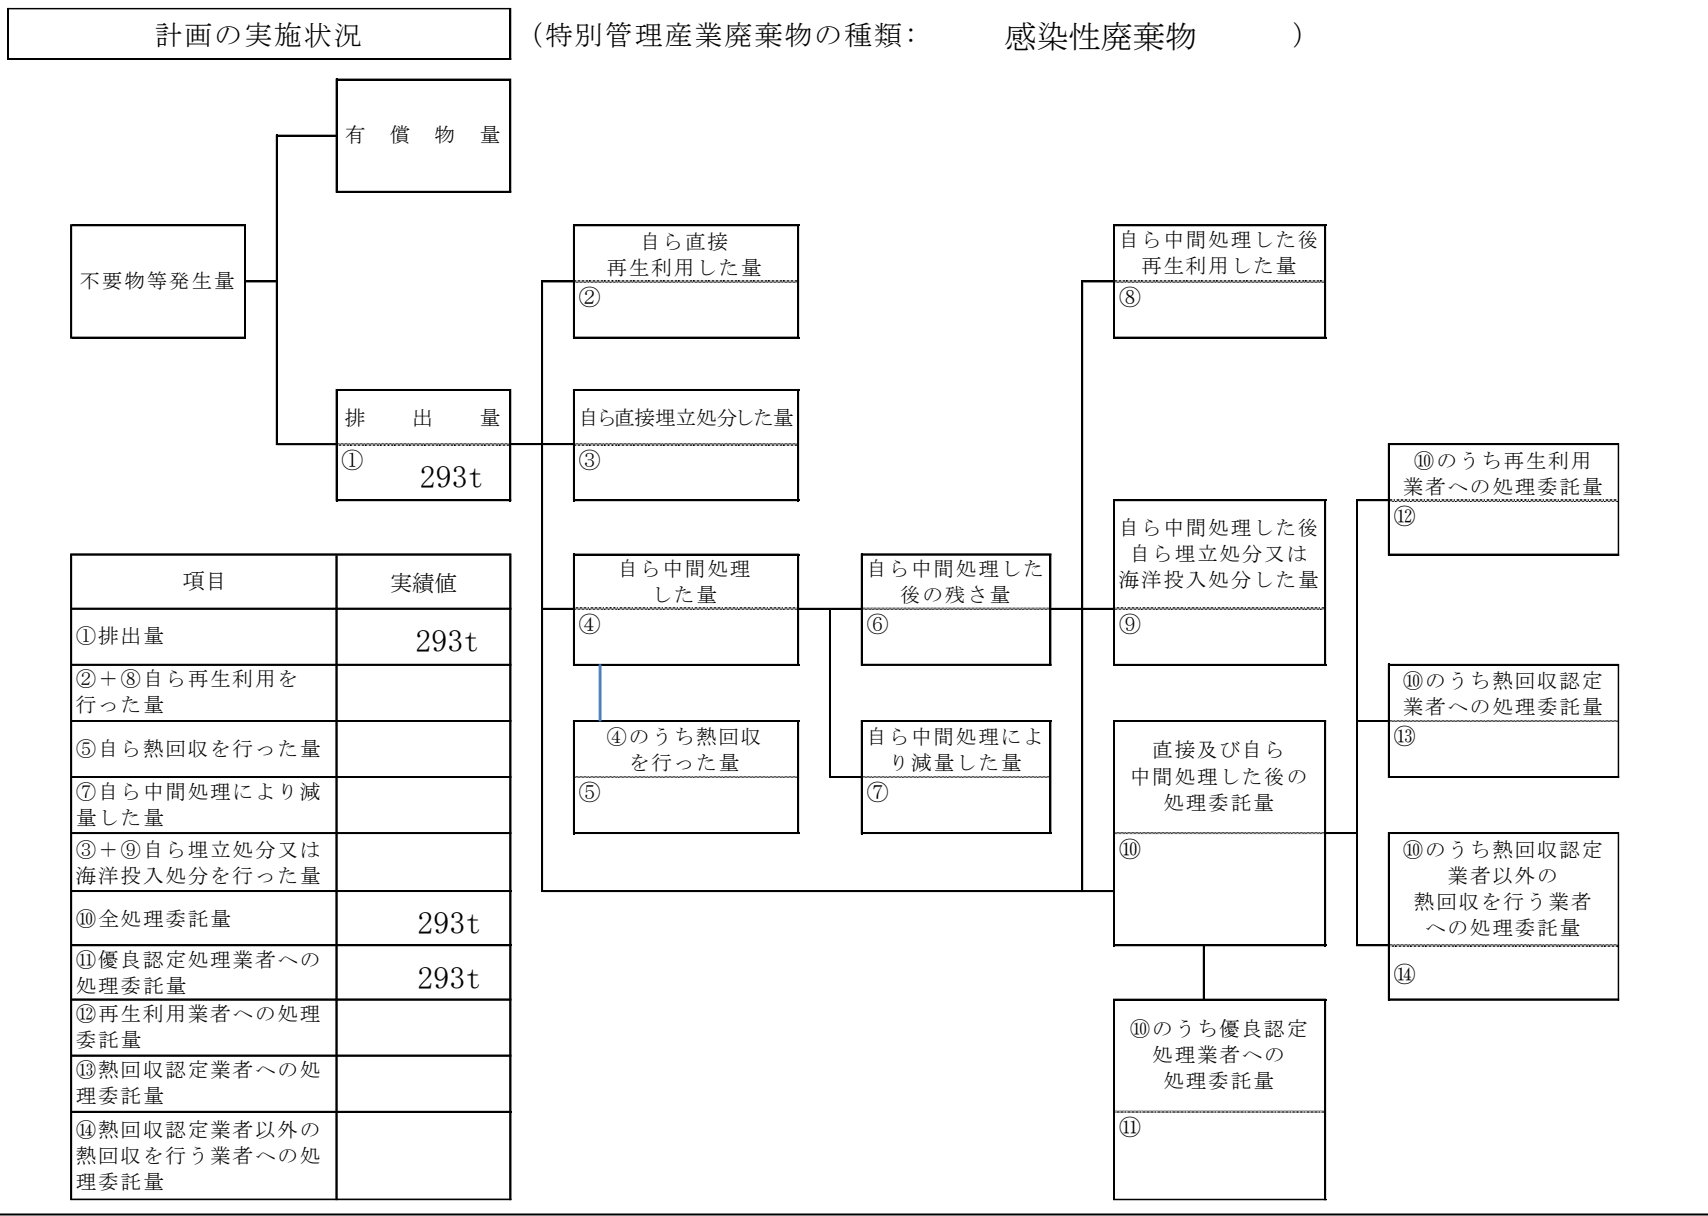 計画の実施状況 (特別管理産業廃棄物の種類: 感染性廃棄物 )
有償物量
不要物等発生量
自ら直接
再生利用した量
②
自ら中間処理した後
再生利用した量
⑧
排出量
①
293t
自ら直接埋立処分した量
③
自ら中間処理
した量
④
自ら中間処理した
後の残さ量
⑥
自ら中間処理した後
自ら埋立処分又は
海洋投入処分した量
⑨
⑩のうち再生利用
業者への処理委託量
⑫
④のうち熱回収
を行った量
⑤
自ら中間処理によ
り減量した量
⑦
直接及び自ら
中間処理した後の
処理委託量
⑩
⑩のうち熱回収認定
業者への処理委託量
⑬
⑩のうち熱回収認定
業者以外の
熱回収を行う業者
への処理委託量
⑭
⑩のうち優良認定
処理業者への
処理委託量
⑪
項目 実績値
①排出量 293t
②+⑧自ら再生利用を
行った量
⑤自ら熱回収を行った量
⑦自ら中間処理により減
量した量
③+⑨自ら埋立処分又は
海洋投入処分を行った量
⑩全処理委託量 293t
⑪優良認定処理業者への
処理委託量 293t
⑫再生利用業者への処理
委託量
⑬熱回収認定業者への処
理委託量
⑭熱回収認定業者以外の
熱回収を行う業者への処
理委託量